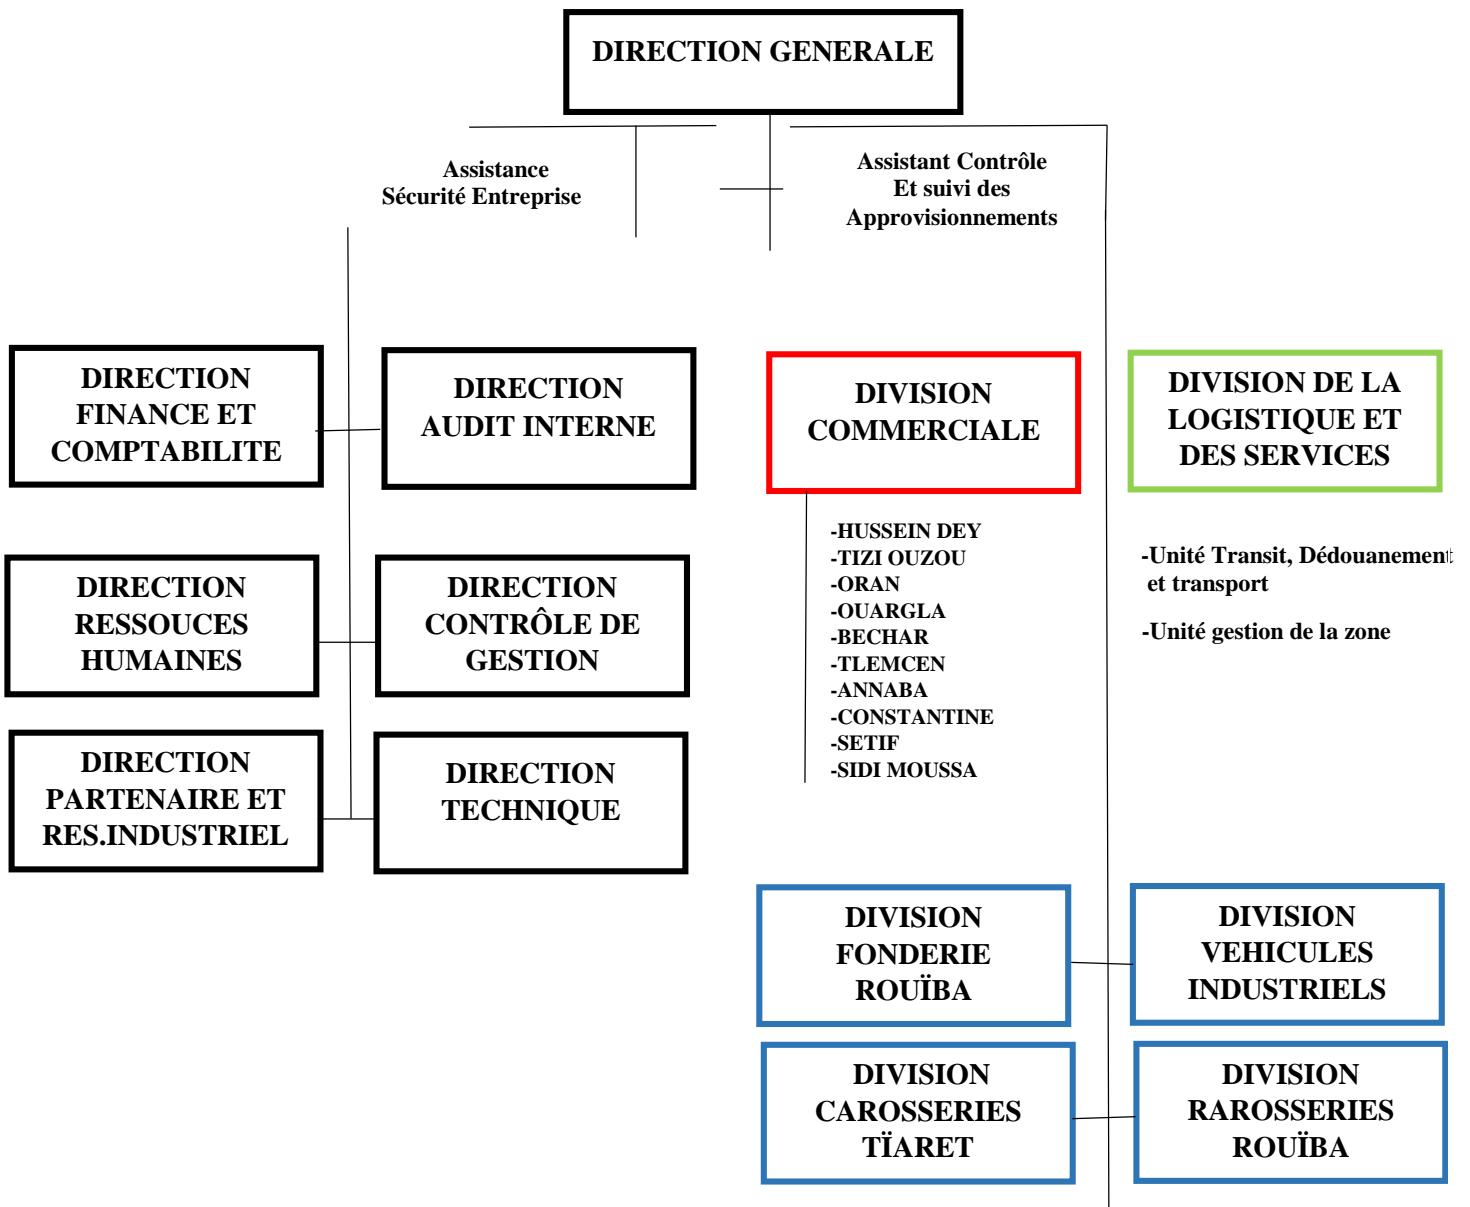 DIRECTION GENERALE
Assistance
Sécurité Entreprise
Assistant Contrôle
Et suivi des
Approvisionnements
DIRECTION
FINANCE ET
COMPTABILITE
DIRECTION
AUDIT INTERNE
DIVISION
COMMERCIALE
DIVISION DE LA
LOGISTIQUE ET
DES SERVICES
-HUSSEIN DEY
-TIZI OUZOU
-ORAN
-OUARGLA
-BECHAR
-TLEMCEN
-ANNABA
-CONSTANTINE
-SETIF
-SIDI MOUSSA
-Unité Transit, Dédouanement
et transport
-Unité gestion de la zone
DIRECTION
RESSOUCES
HUMAINES
DIRECTION
CONTRÔLE DE
GESTION
DIRECTION
PARTENAIRE ET
RES.INDUSTRIEL
DIRECTION
TECHNIQUE
DIVISION
FONDERIE
ROUÏBA
DIVISION
VEHICULES
INDUSTRIELS
DIVISION
CAROSSERIES
TÏARET
DIVISION
RAROSSERIES
ROUÏBA